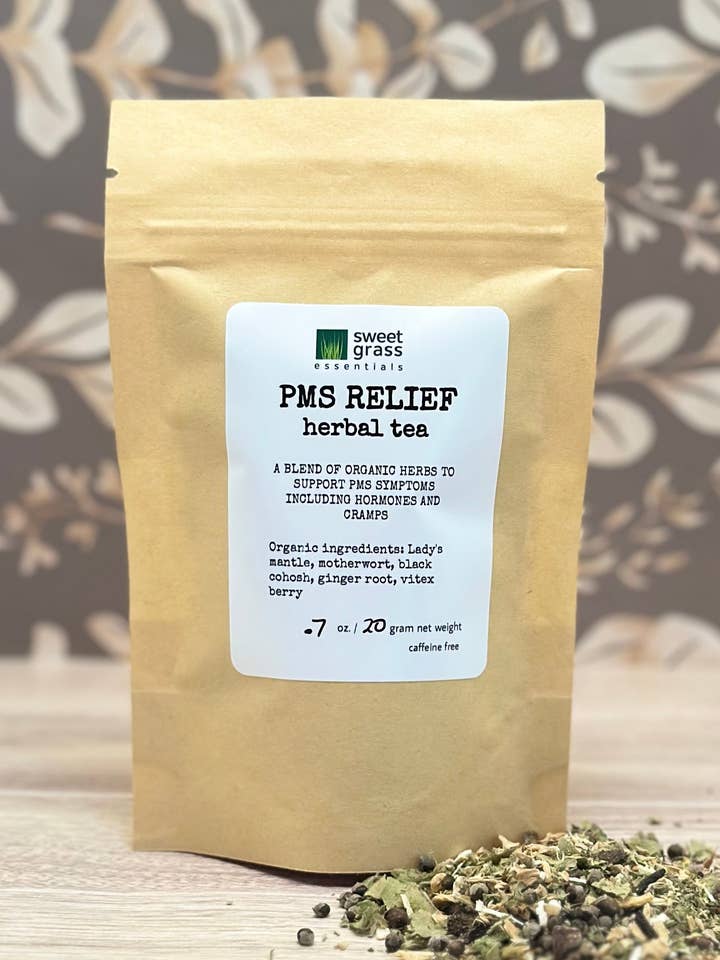 sweet
grass
essentials
PMS RELIEF
herbal tea
A BLEND OF ORGANIC HERBS TO
SUPPORT PMS SYMPTOMS
INCLUDING HORMONES AND
CRAMPS
Organic ingredients: Lady's
mantle, motherwort, black
cohosh, ginger root, vitex
berry
.7 oz. / 20 gram net weight
caffeine free